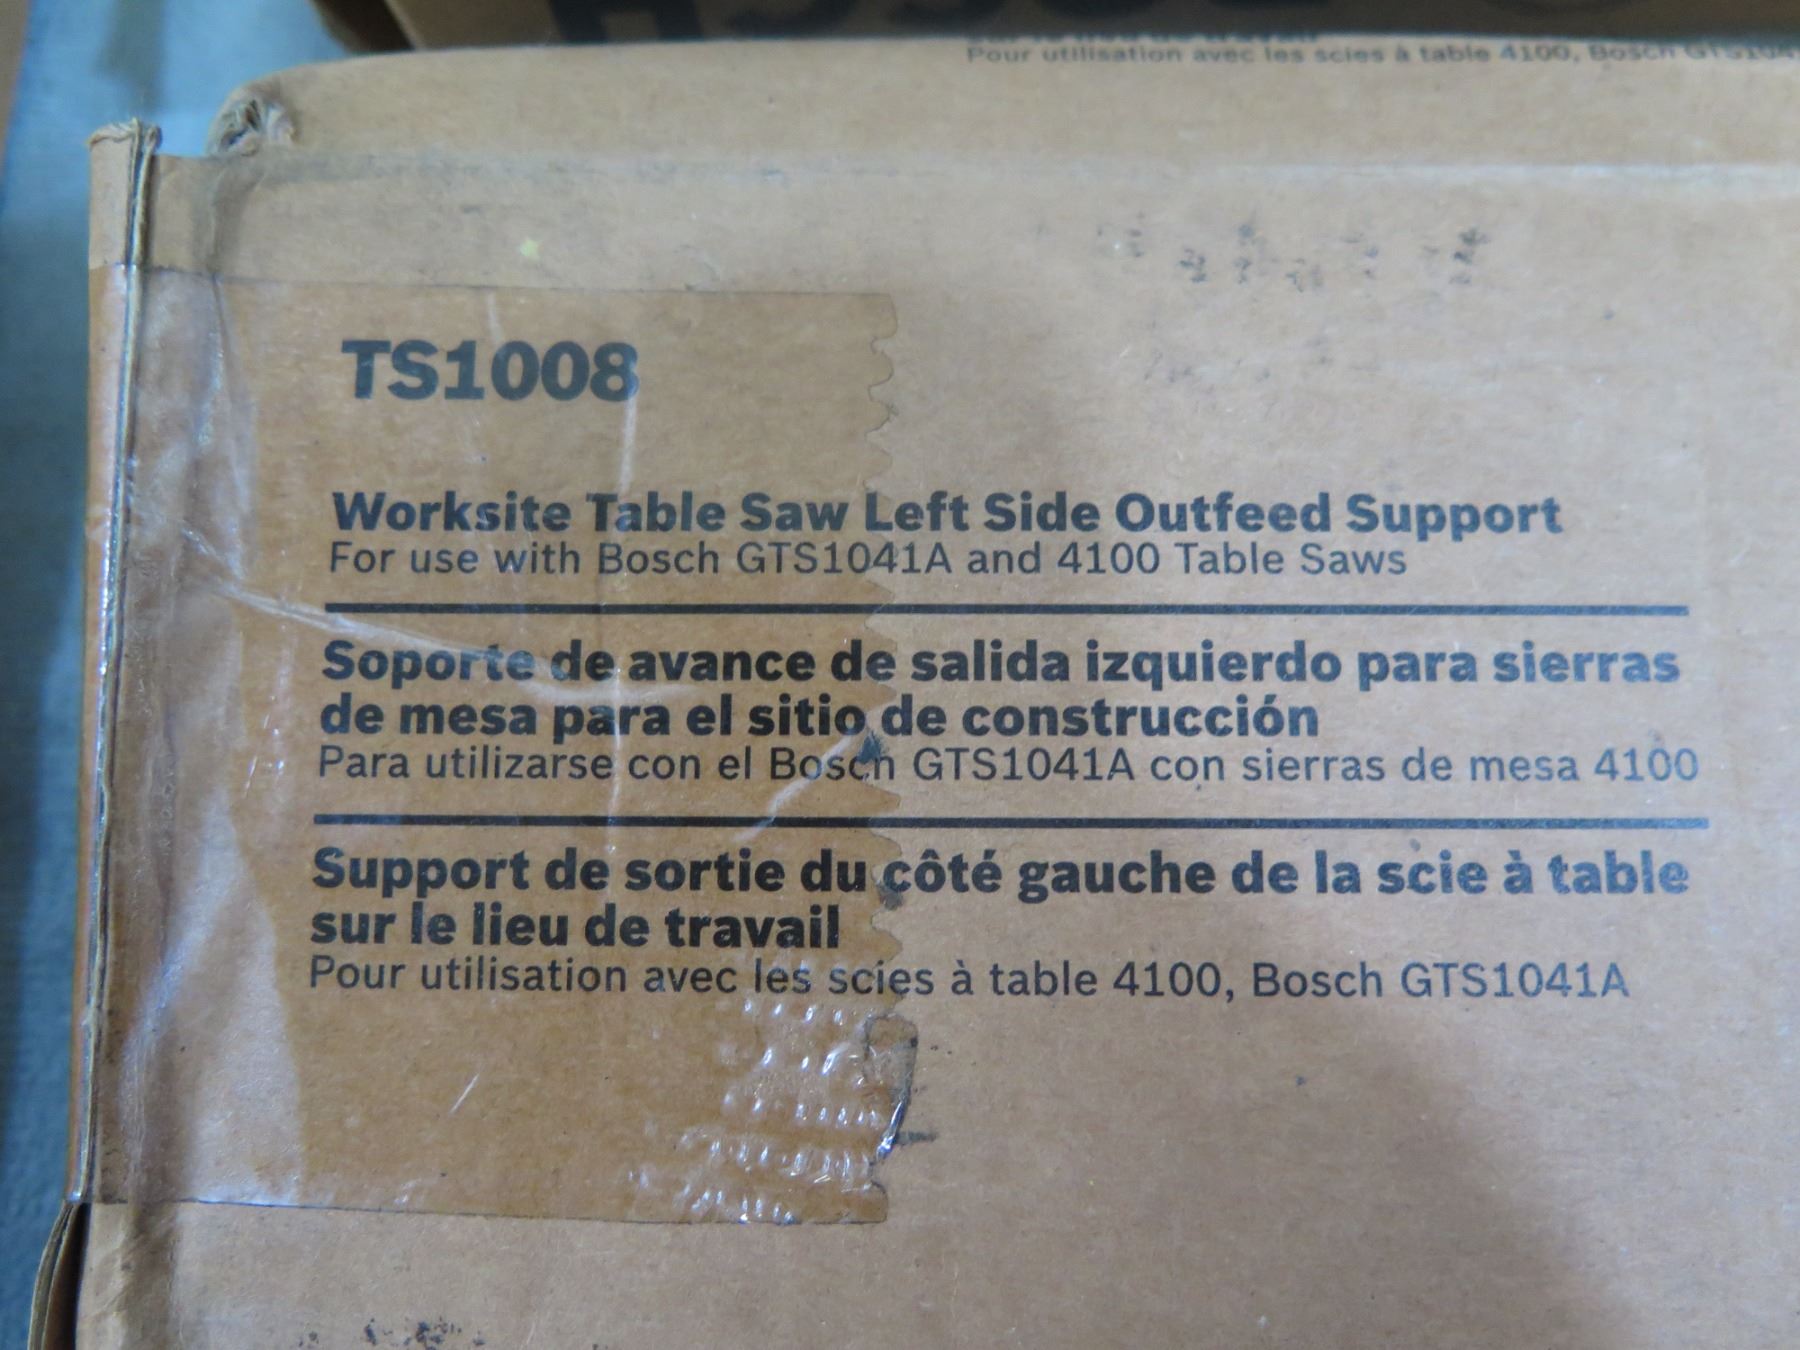 Pour utilisation avec les scies à table 4100, Bosch
TS1008
Worksite Table Saw Left Side Outfeed Support
For use with Bosch GTS1041A and 4100 Table Saws
Soporte de avance de salida izquierdo para sierras
de mesa para el sitio de construcción
Para utilizarse con el Bosch GTS1041A con sierras de mesa 4100
Support de sortie du côté gauche de la scie à table
sur le lieu de travail
Pour utilisation avec les scies à table 4100, Bosch GTS1041A